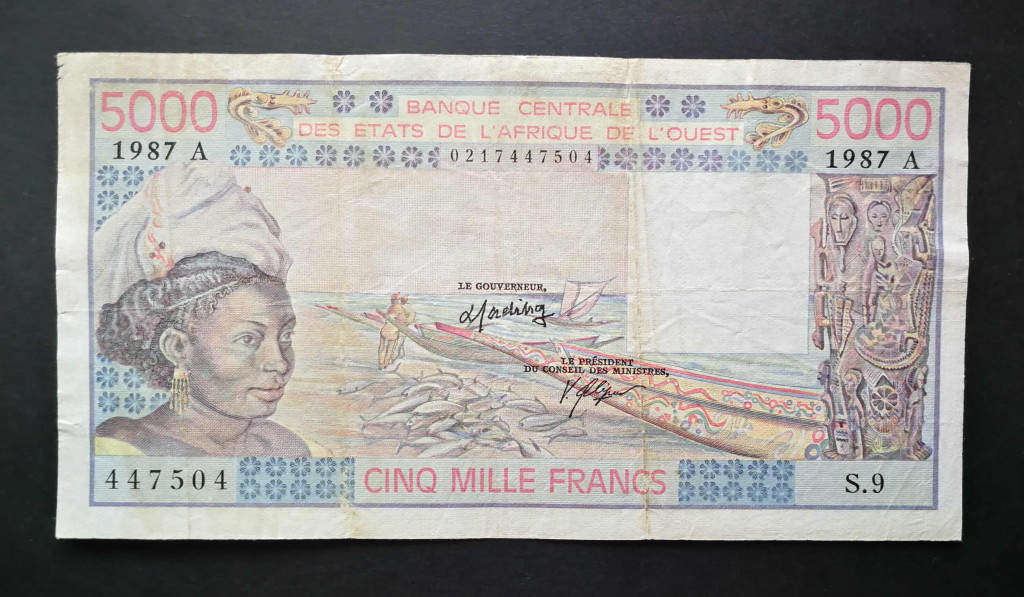 5000
BANQUE CENTRALE
DES ETATS DE L'AFRIQUE DE L'OUEST
5000
1987 A
0217447504
1987 A
LE GOUVERNEUR,
LE PRÉSIDENT
DU CONSEIL DES MINISTRES,
447504
CINQ MILLE FRANCS
S.9